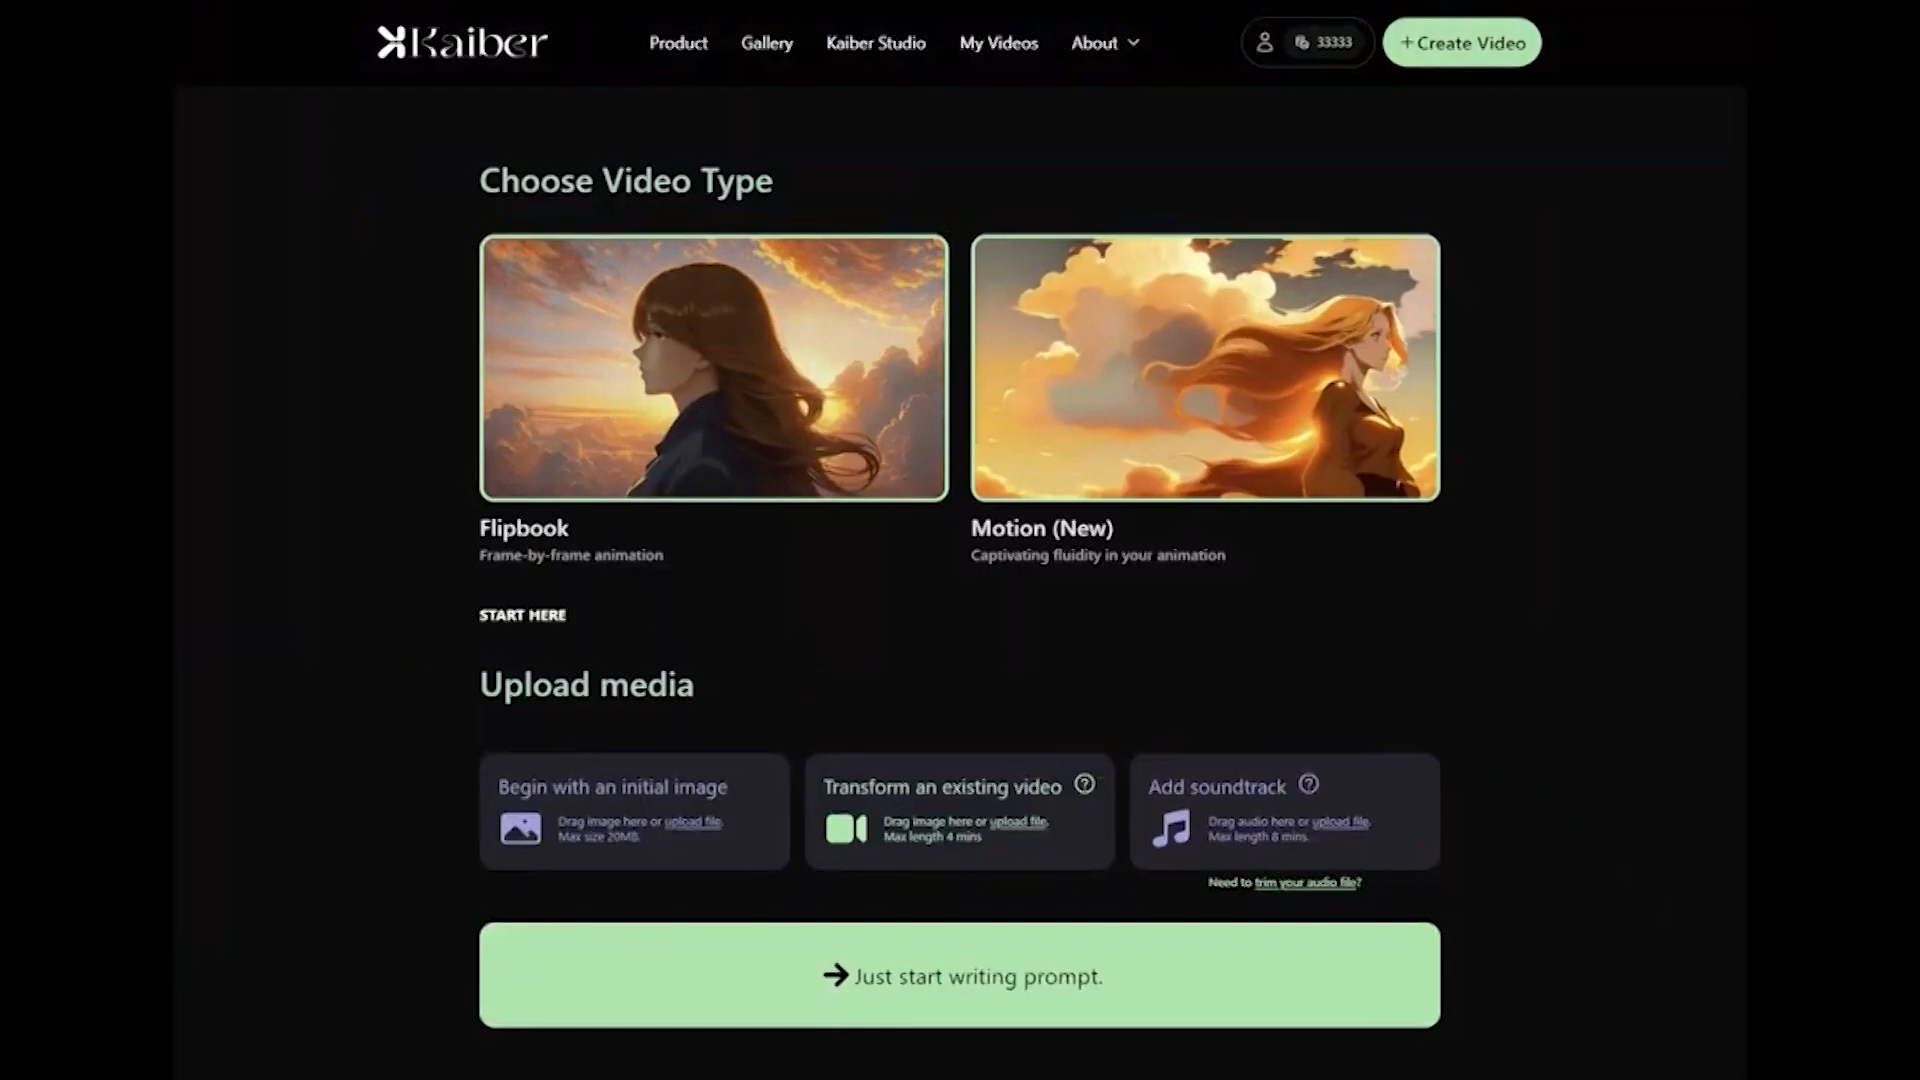 Kaiber
Product
Gallery
Kaiber Studio
My Videos
About
33333
+ Create Video
Choose Video Type
Flipbook
Frame-by-frame animation
Motion (New)
Captivating fluidity in your animation
START HERE
Upload media
Begin with an initial image
Drag image here or upload file.
Max size 20MB.
Transform an existing video
Drag image here or upload file.
Max length 4 mins
Add soundtrack
Drag audio here or upload file.
Max length 8 mins.
Need to trim your audio file?
Just start writing prompt.